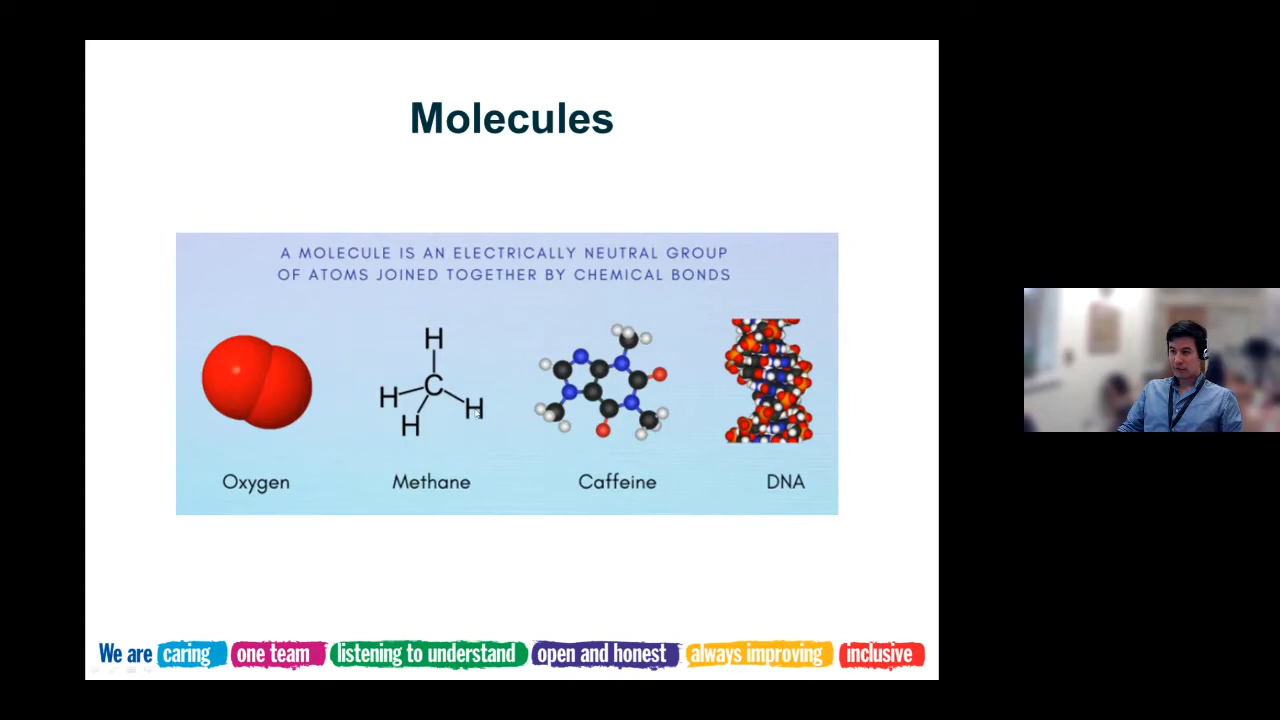 Molecules
A MOLECULE IS AN ELECTRICALLY NEUTRAL GROUP
OF ATOMS JOINED TOGETHER BY CHEMICAL BONDS
H
H C H
H
Oxygen Methane Caffeine DNA
We are caring one team listening to understand open and honest always improving inclusive